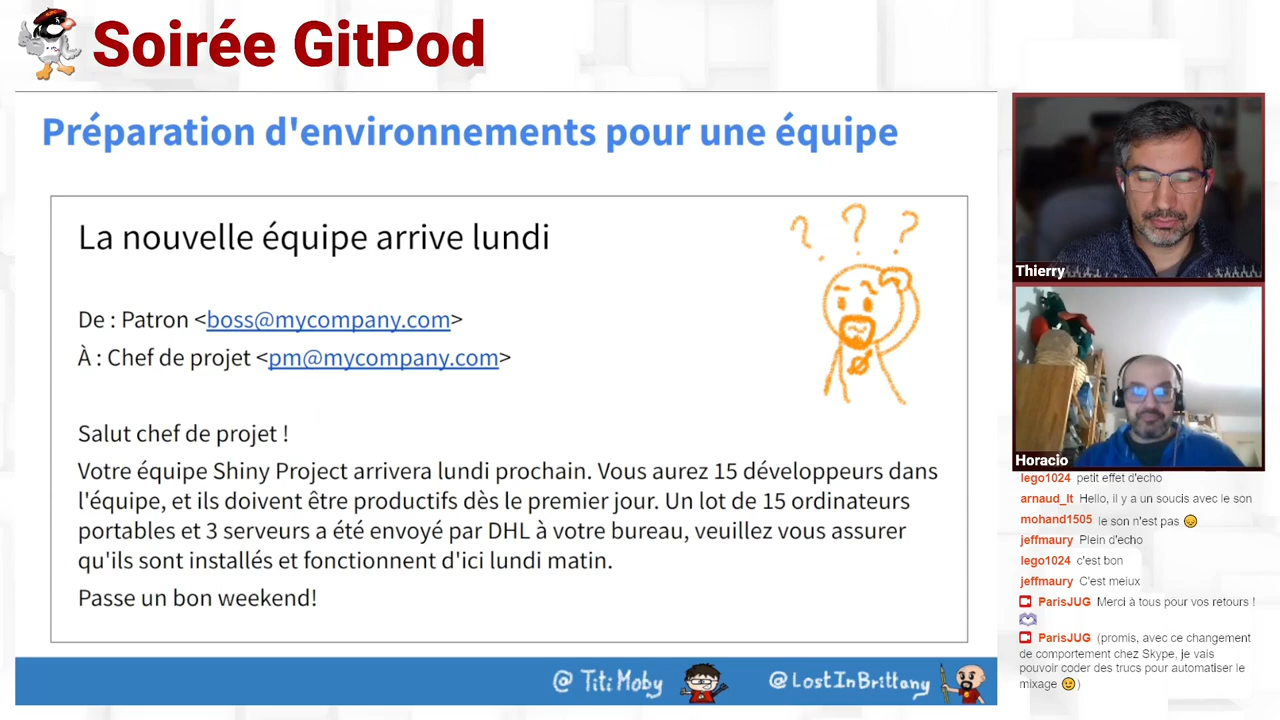 Soirée GitPod
Préparation d'environnements pour une équipe
La nouvelle équipe arrive lundi
De : Patron <boss@mycompany.com>
À : Chef de projet <pm@mycompany.com>
Salut chef de projet !
Votre équipe Shiny Project arrivera lundi prochain. Vous aurez 15 développeurs dans
l'équipe, et ils doivent être productifs dès le premier jour. Un lot de 15 ordinateurs
portables et 3 serveurs a été envoyé par DHL à votre bureau, veuillez vous assurer
qu'ils sont installés et fonctionnent d'ici lundi matin.
Passe un bon weekend!
@TitiMoby
@LostInBrittany
? ? ?
Thierry
Horacio
lego1024 petit effet d'echo
arnaud_lt Hello, il y a un soucis avec le son
mohand1505 le son n'est pas 😞
jeffmaury Plein d'echo
lego1024 c'est bon
jeffmaury C'est meiux
ParisJUG Merci à tous pour vos retours !
ParisJUG (promis, avec ce changement
de comportement chez Skype, je vais
pouvoir coder des trucs pour automatiser le
mixage 😉)